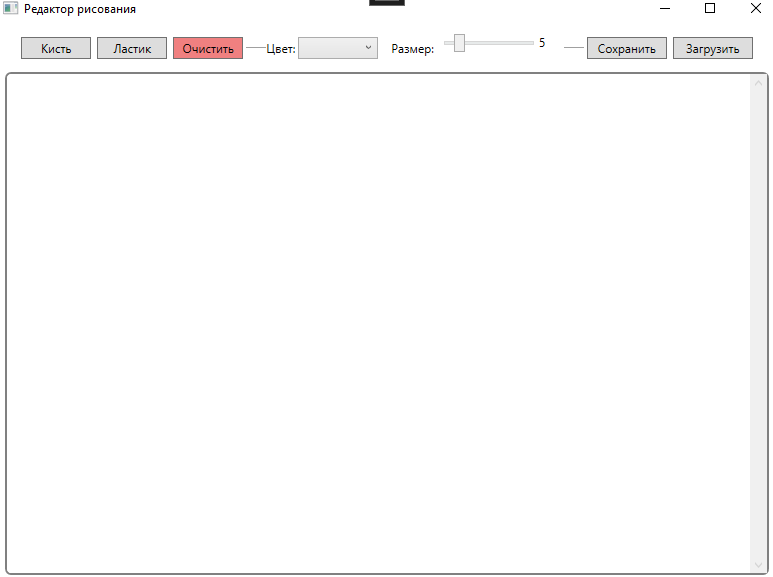 Редактор рисования
Кисть Ластик Очистить Цвет: Размер: 5 Сохранить Загрузить